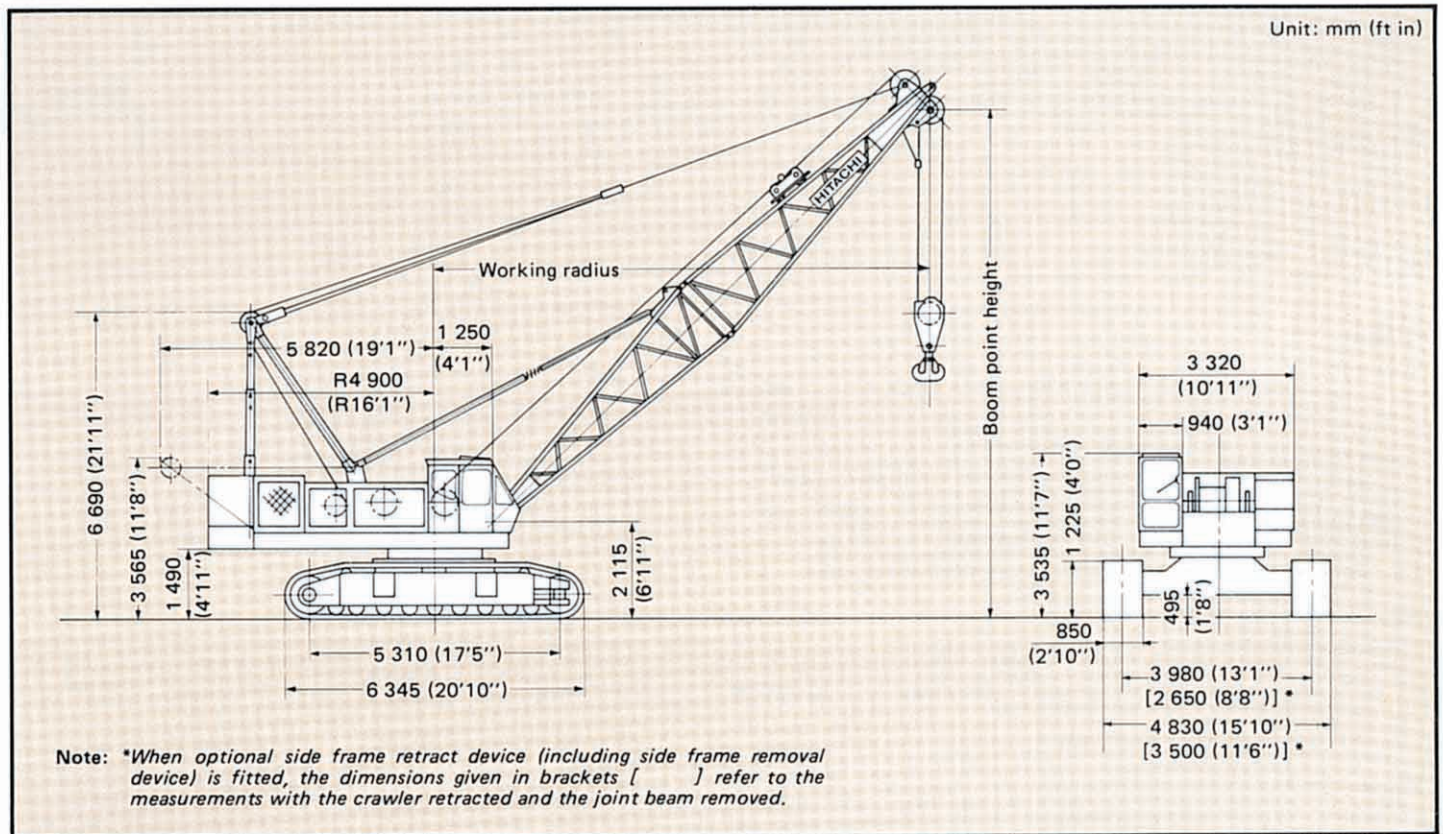 Unit: mm (ft in)
HITACHI
Working radius
5 820 (19'1'')
1 250
(4'1'')
R4 900
(R16'1'')
Boom point height
6 690 (21'11'')
3 565 (11'8'')
1 490
(4'11'')
2 115
(6'11'')
5 310 (17'5'')
6 345 (20'10'')
3 320
(10'11'')
940 (3'1'')
3 535 (11'7'')
1 225 (4'0'')
495
(1'8'')
850
(2'10'')
3 980 (13'1'')
[2 650 (8'8'')] *
4 830 (15'10'')
[3 500 (11'6'')] *
Note: *When optional side frame retract device (including side frame removal
device) is fitted, the dimensions given in brackets [ ] refer to the
measurements with the crawler retracted and the joint beam removed.